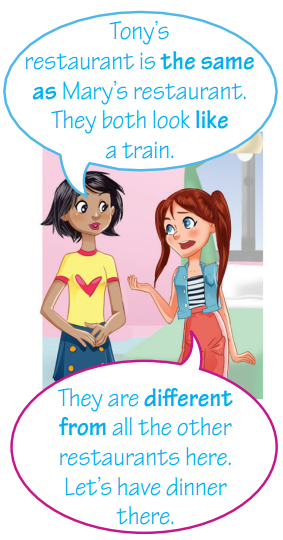 Tony's
restaurant is the same
as Mary's restaurant.
They both look like
a train.
They are different
from all the other
restaurants here.
Let's have dinner
there.